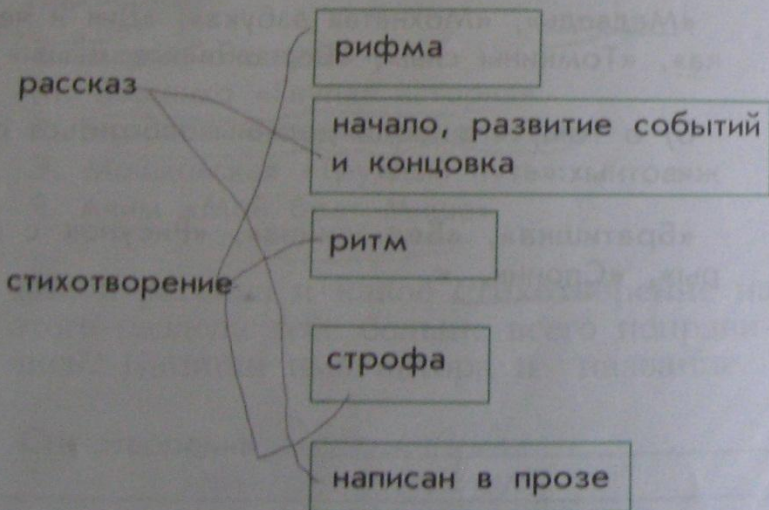 рифма
рассказ
начало, развитие событий
и концовка
ритм
стихотворение
строфа
написан в прозе